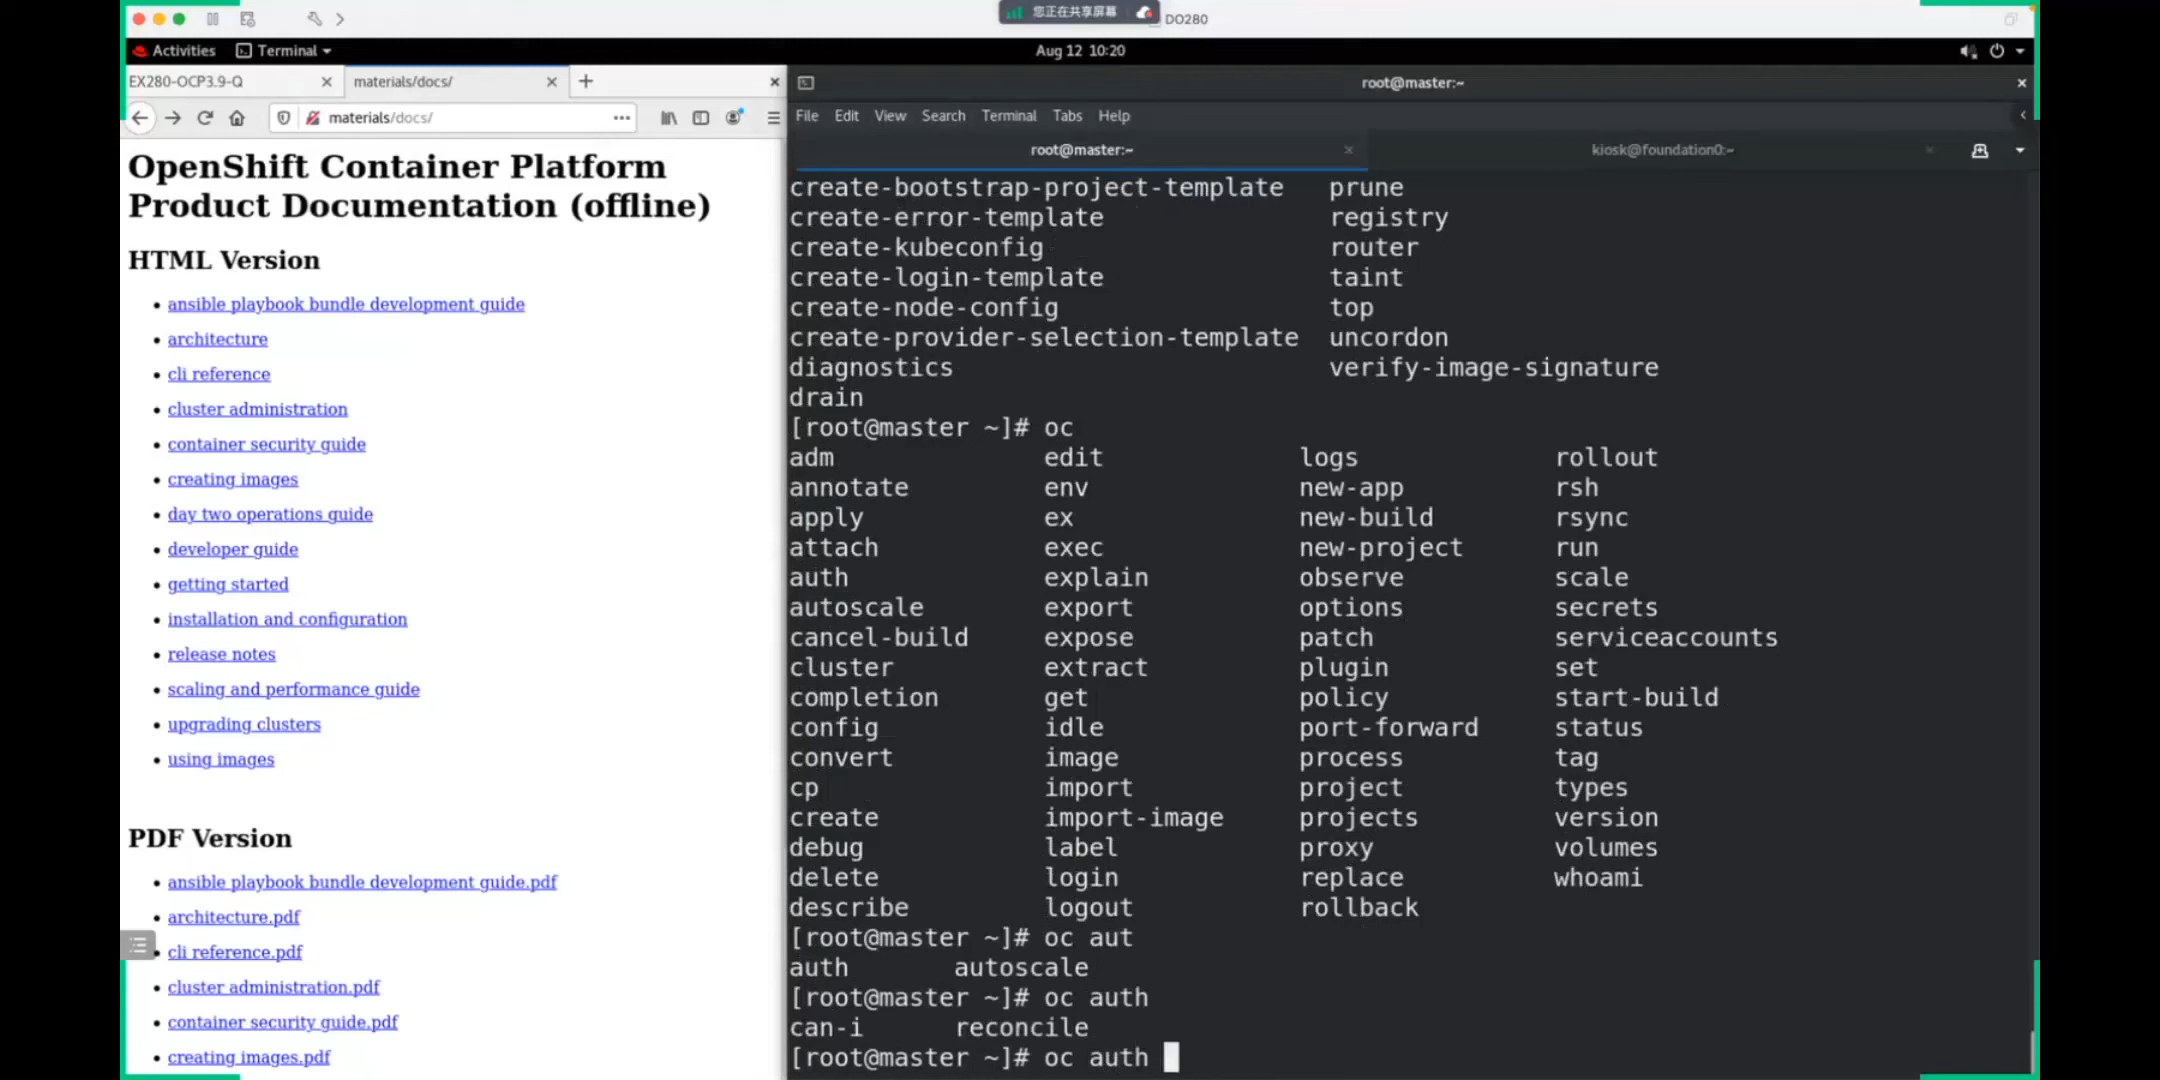 您正在共享屏幕
DO280
Activities
Terminal
Aug 12 10:20
EX280-OCP3.9-Q
materials/docs/
materials/docs/
OpenShift Container Platform
Product Documentation (offline)
HTML Version
ansible playbook bundle development guide
architecture
cli reference
cluster administration
container security guide
creating images
day two operations guide
developer guide
getting started
installation and configuration
release notes
scaling and performance guide
upgrading clusters
using images
PDF Version
ansible playbook bundle development guide.pdf
architecture.pdf
cli reference.pdf
cluster administration.pdf
container security guide.pdf
creating images.pdf
root@master:~
File Edit View Search Terminal Tabs Help
root@master:~
kiosk@foundation0:~
create-bootstrap-project-template prune
create-error-template registry
create-kubeconfig router
create-login-template taint
create-node-config top
create-provider-selection-template uncordon
diagnostics verify-image-signature
drain
[root@master ~]# oc
adm edit logs rollout
annotate env new-app rsh
apply ex new-build rsync
attach exec new-project run
auth explain observe scale
autoscale export options secrets
cancel-build expose patch serviceaccounts
cluster extract plugin set
completion get policy start-build
config idle port-forward status
convert image process tag
cp import project types
create import-image projects version
debug label proxy volumes
delete login replace whoami
describe logout rollback
[root@master ~]# oc aut
auth autoscale
[root@master ~]# oc auth
can-i reconcile
[root@master ~]# oc auth